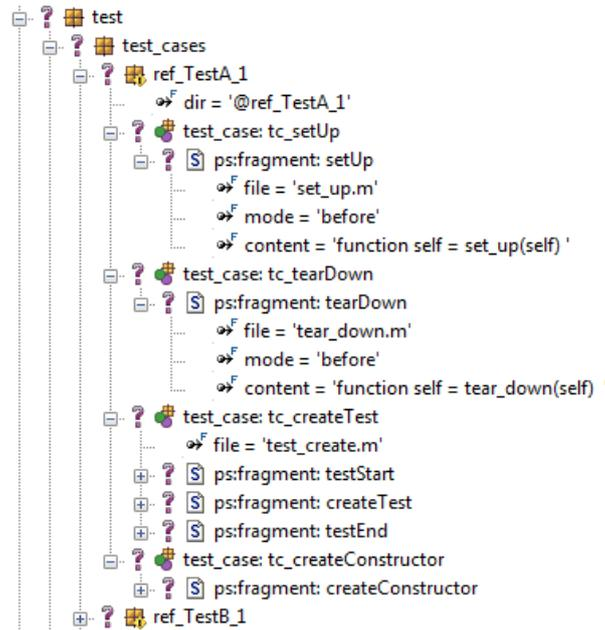 test
test_cases
ref_TestA_1
dir = '@ref_TestA_1'
test_case: tc_setUp
ps:fragment: setUp
file = 'set_up.m'
mode = 'before'
content = 'function self = set_up(self) '
test_case: tc_tearDown
ps:fragment: tearDown
file = 'tear_down.m'
mode = 'before'
content = 'function self = tear_down(self)
test_case: tc_createTest
file = 'test_create.m'
ps:fragment: testStart
ps:fragment: createTest
ps:fragment: testEnd
test_case: tc_createConstructor
ps:fragment: createConstructor
ref_TestB_1